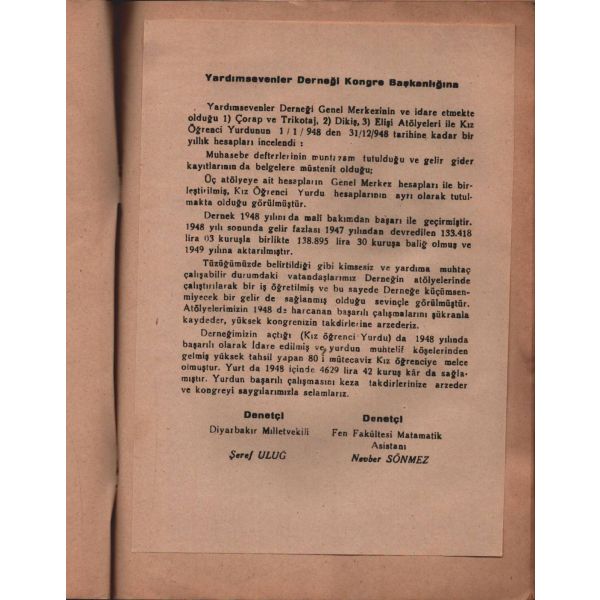 Yardımsevenler Derneği Kongre Başkanlığına
Yardımsevenler Derneği Genel Merkezinin ve idare etmekte
olduğu 1) Çorap ve Trikotaj, 2) Dikiş, 3) Elişi Atölyeleri ile Kız
Öğrenci Yurdunun 1/1/948 den 31/12/948 tarihine kadar bir
yıllık hesapları incelendi :
Muhasebe defterlerinin muntazam tutulduğu ve gelir gider
kayıtlarının da belgelere müstenit olduğu;
Üç atölyeye ait hesapların Genel Merkez hesapları ile bir-
leştirilmiş, Kız Öğrenci Yurdu hesaplarının ayrı olarak tutul-
makta olduğu görülmüştür.
Dernek 1948 yılını da malî bakımdan başarı ile geçirmiştir.
1948 yılı sonunda gelir fazlası 1947 yılından devredilen 133.418
lira 03 kuruşla birlikte 138.895 lira 30 kuruşa baliğ olmuş ve
1949 yılına aktarılmıştır.
Tüzüğümüzde belirtildiği gibi kimsesiz ve yardıma muhtaç
çalışabilir durumdaki vatandaşlarımız Derneğin atölyelerinde
çalıştırılarak bir iş öğretilmiş ve bu sayede Derneğe küçümsen-
miyecek bir gelir de sağlanmış olduğu sevinçle görülmüştür.
Atölyelerimizin 1948 de harcanan başarılı çalışmalarını şükranla
kaydeder, yüksek kongrenizin takdirlerine arzederiz.
Derneğimizin açtığı (Kız öğrenci Yurdu) da 1948 yılında
başarılı olarak İdare edilmiş ve yurdun muhtelif köşelerinden
gelmiş yüksek tahsil yapan 80 i mütecaviz Kız öğrenciye melce
olmuştur. Yurt da 1948 içinde 4629 lira 42 kuruş kâr da sağla-
mıştır. Yurdun başarılı çalışmasını keza takdirlerinize arzeder
ve kongreyi saygılarımızla selamlarız.
Denetçi Denetçi
Diyarbakır Milletvekili Fen Fakültesi Matamatik
Asistanı
Şeref ULUĞ Nevber SÖNMEZ